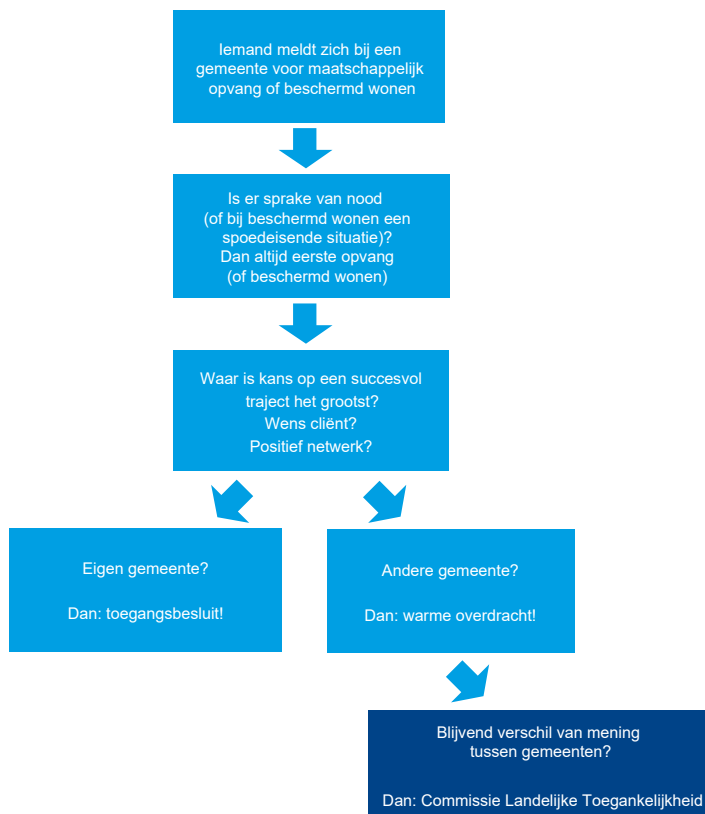 Iemand meldt zich bij een
gemeente voor maatschappelijk
opvang of beschermd wonen
Is er sprake van nood
(of bij beschermd wonen een
spoedeisende situatie)?
Dan altijd eerste opvang
(of beschermd wonen)
Waar is kans op een succesvol
traject het grootst?
Wens cliënt?
Positief netwerk?
Eigen gemeente?
Dan: toegangsbesluit!
Andere gemeente?
Dan: warme overdracht!
Blijvend verschil van mening
tussen gemeenten?
Dan: Commissie Landelijke Toegankelijkheid